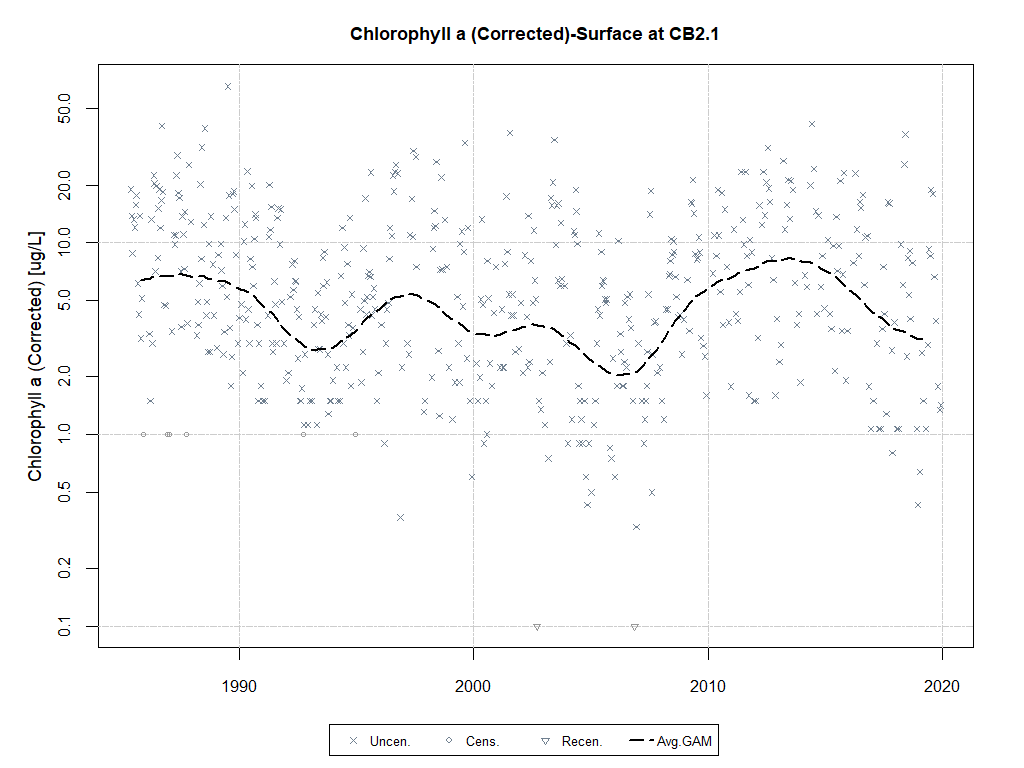 Chlorophyll a (Corrected)-Surface at CB2.1
Chlorophyll a (Corrected) [ug/L]
50.0
20.0
10.0
5.0
2.0
1.0
0.5
0.2
0.1
1990 2000 2010 2020
Uncen. Cens. Recen. Avg.GAM